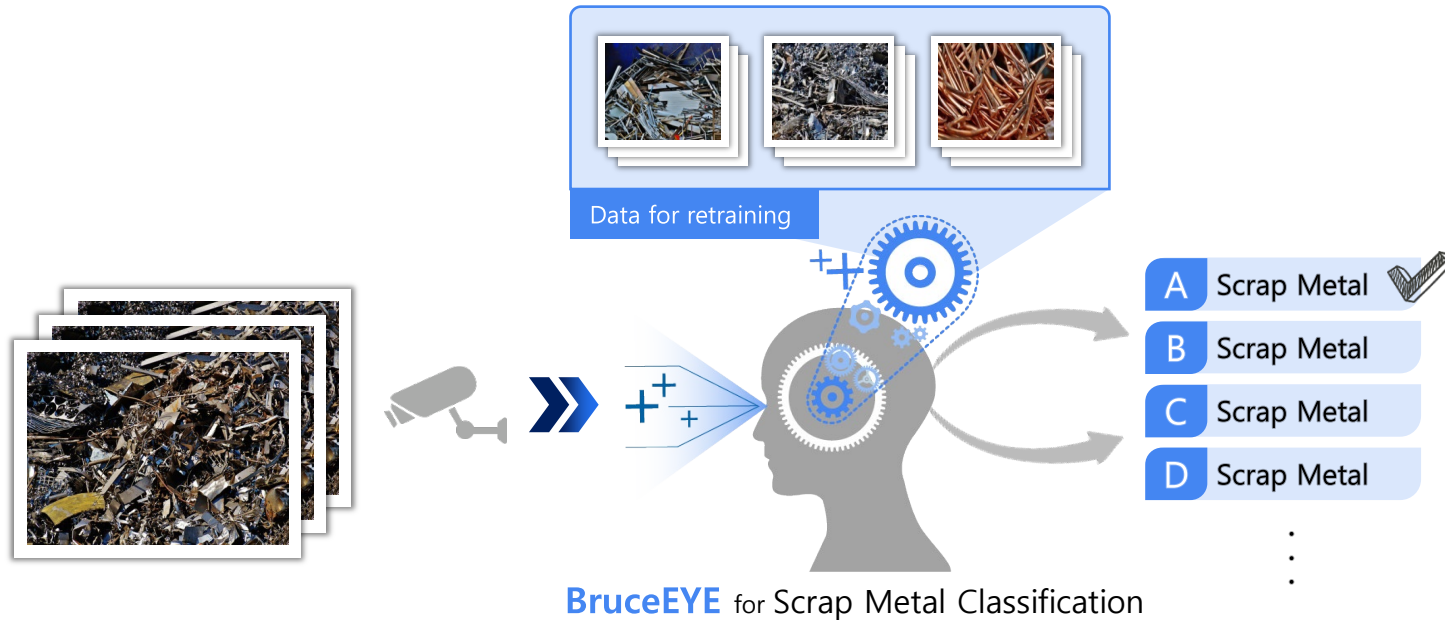 Data for retraining
A Scrap Metal
B Scrap Metal
C Scrap Metal
D Scrap Metal
BruceEYE for Scrap Metal Classification